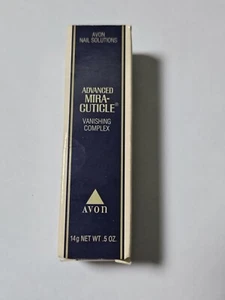 AVON
NAIL SOLUTIONS
ADVANCED
MIRA-
CUTICLE®
VANISHING
COMPLEX
AVON
14g NET WT .5 OZ.